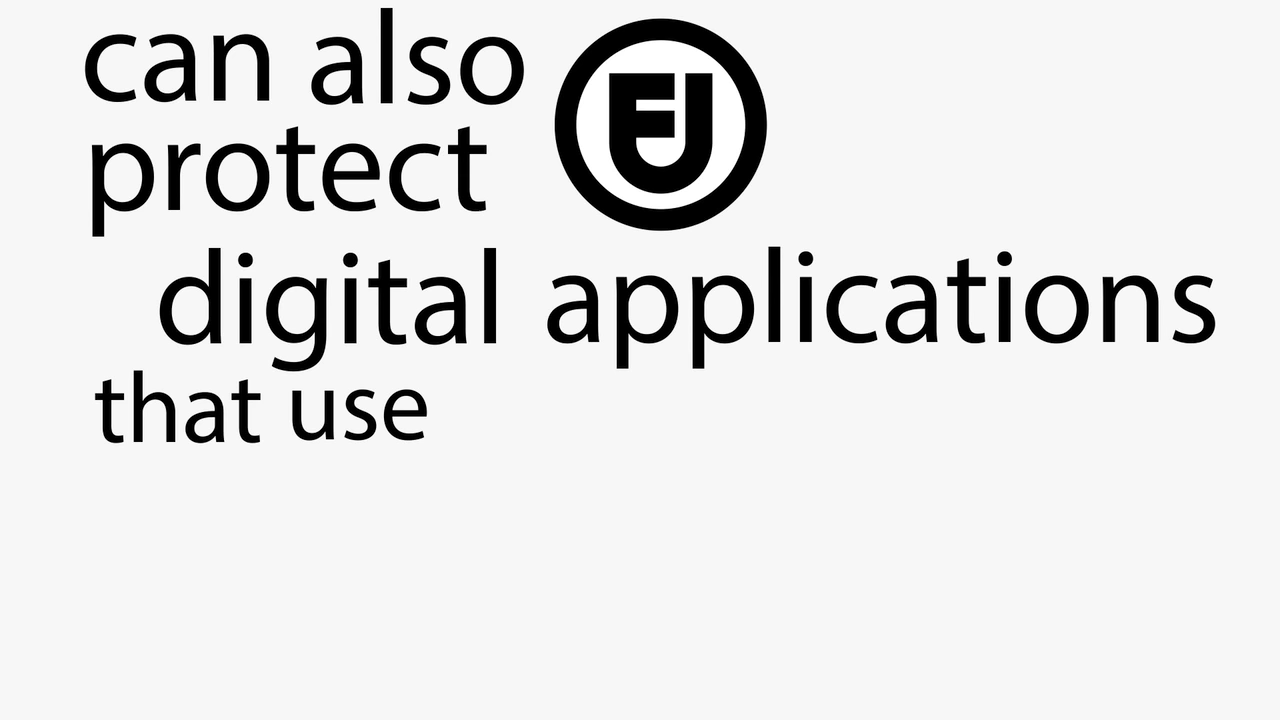 can also
protect
digital applications
that use